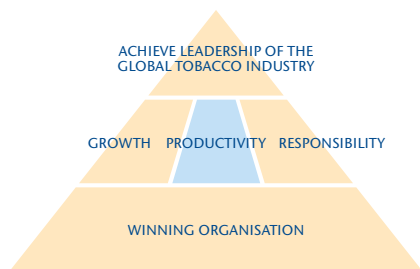 ACHIEVE LEADERSHIP OF THE
GLOBAL TOBACCO INDUSTRY
GROWTH PRODUCTIVITY RESPONSIBILITY
WINNING ORGANISATION